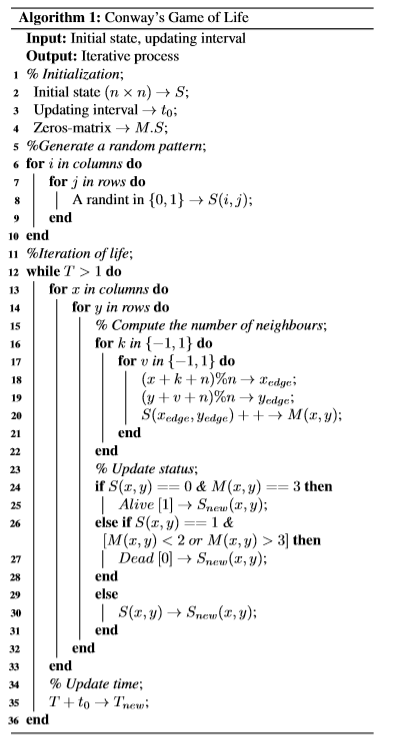 Algorithm 1: Conway's Game of Life
Input: Initial state, updating interval
Output: Iterative process
1 % Initialization;
2 Initial state (n × n) → S;
3 Updating interval → t₀;
4 Zeros-matrix → M.S;
5 %Generate a random pattern;
6 for i in columns do
7 for j in rows do
8 A randint in {0, 1} → S(i, j);
9 end
10 end
11 %Iteration of life;
12 while T > 1 do
13 for x in columns do
14 for y in rows do
15 % Compute the number of neighbours;
16 for k in {−1, 1} do
17 for v in {−1, 1} do
18 (x + k + n)%n → x_edge;
19 (y + v + n)%n → y_edge;
20 S(x_edge, y_edge) + + → M(x, y);
21 end
22 end
23 % Update status;
24 if S(x, y) == 0 & M(x, y) == 3 then
25 Alive [1] → S_new(x, y);
26 else if S(x, y) == 1 &
[M(x, y) < 2 or M(x, y) > 3] then
27 Dead [0] → S_new(x, y);
28 end
29 else
30 S(x, y) → S_new(x, y);
31 end
32 end
33 end
34 % Update time;
35 T + t₀ → T_new;
36 end